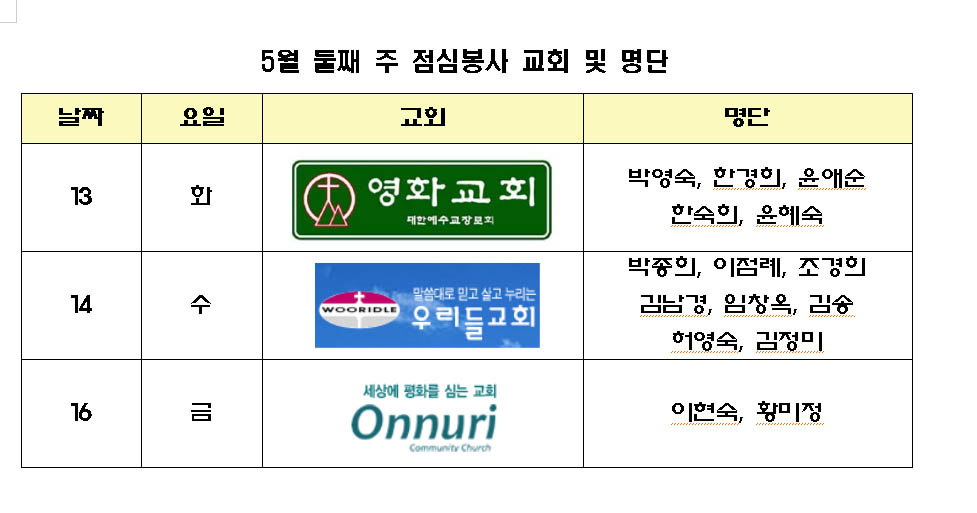 5월 둘째 주 점심봉사 교회 및 명단
날짜 요일 교회 명단
13 화 영화교회 대한예수교장로회 박영숙, 한경희, 윤애순
한숙희, 윤혜숙
14 수 WOORIDLE 말씀대로 믿고 살고 누리는 우리들교회 박종희, 이점례, 조경희
김남경, 임창옥, 김송
허영숙, 김정미
16 금 세상에 평화를 심는 교회 Onnuri Community Church 이현숙, 황미정